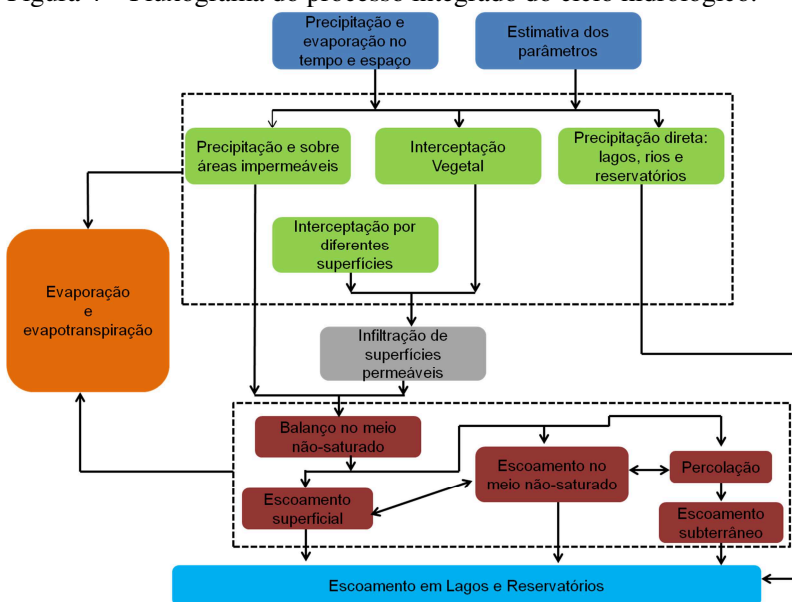 Figura – Fluxograma do processo integrado do ciclo hidrológico.
Precipitação e
evaporação no
tempo e espaço
Estimativa dos
parâmetros
Precipitação e sobre
áreas impermeáveis
Interceptação
Vegetal
Precipitação direta:
lagos, rios e
reservatórios
Interceptação por
diferentes
superfícies
Evaporação
e
evapotranspiração
Infiltração de
superfícies
permeáveis
Balanço no meio
não-saturado
Escoamento no
meio não-saturado
Percolação
Escoamento
superficial
Escoamento
subterrâneo
Escoamento em Lagos e Reservatórios